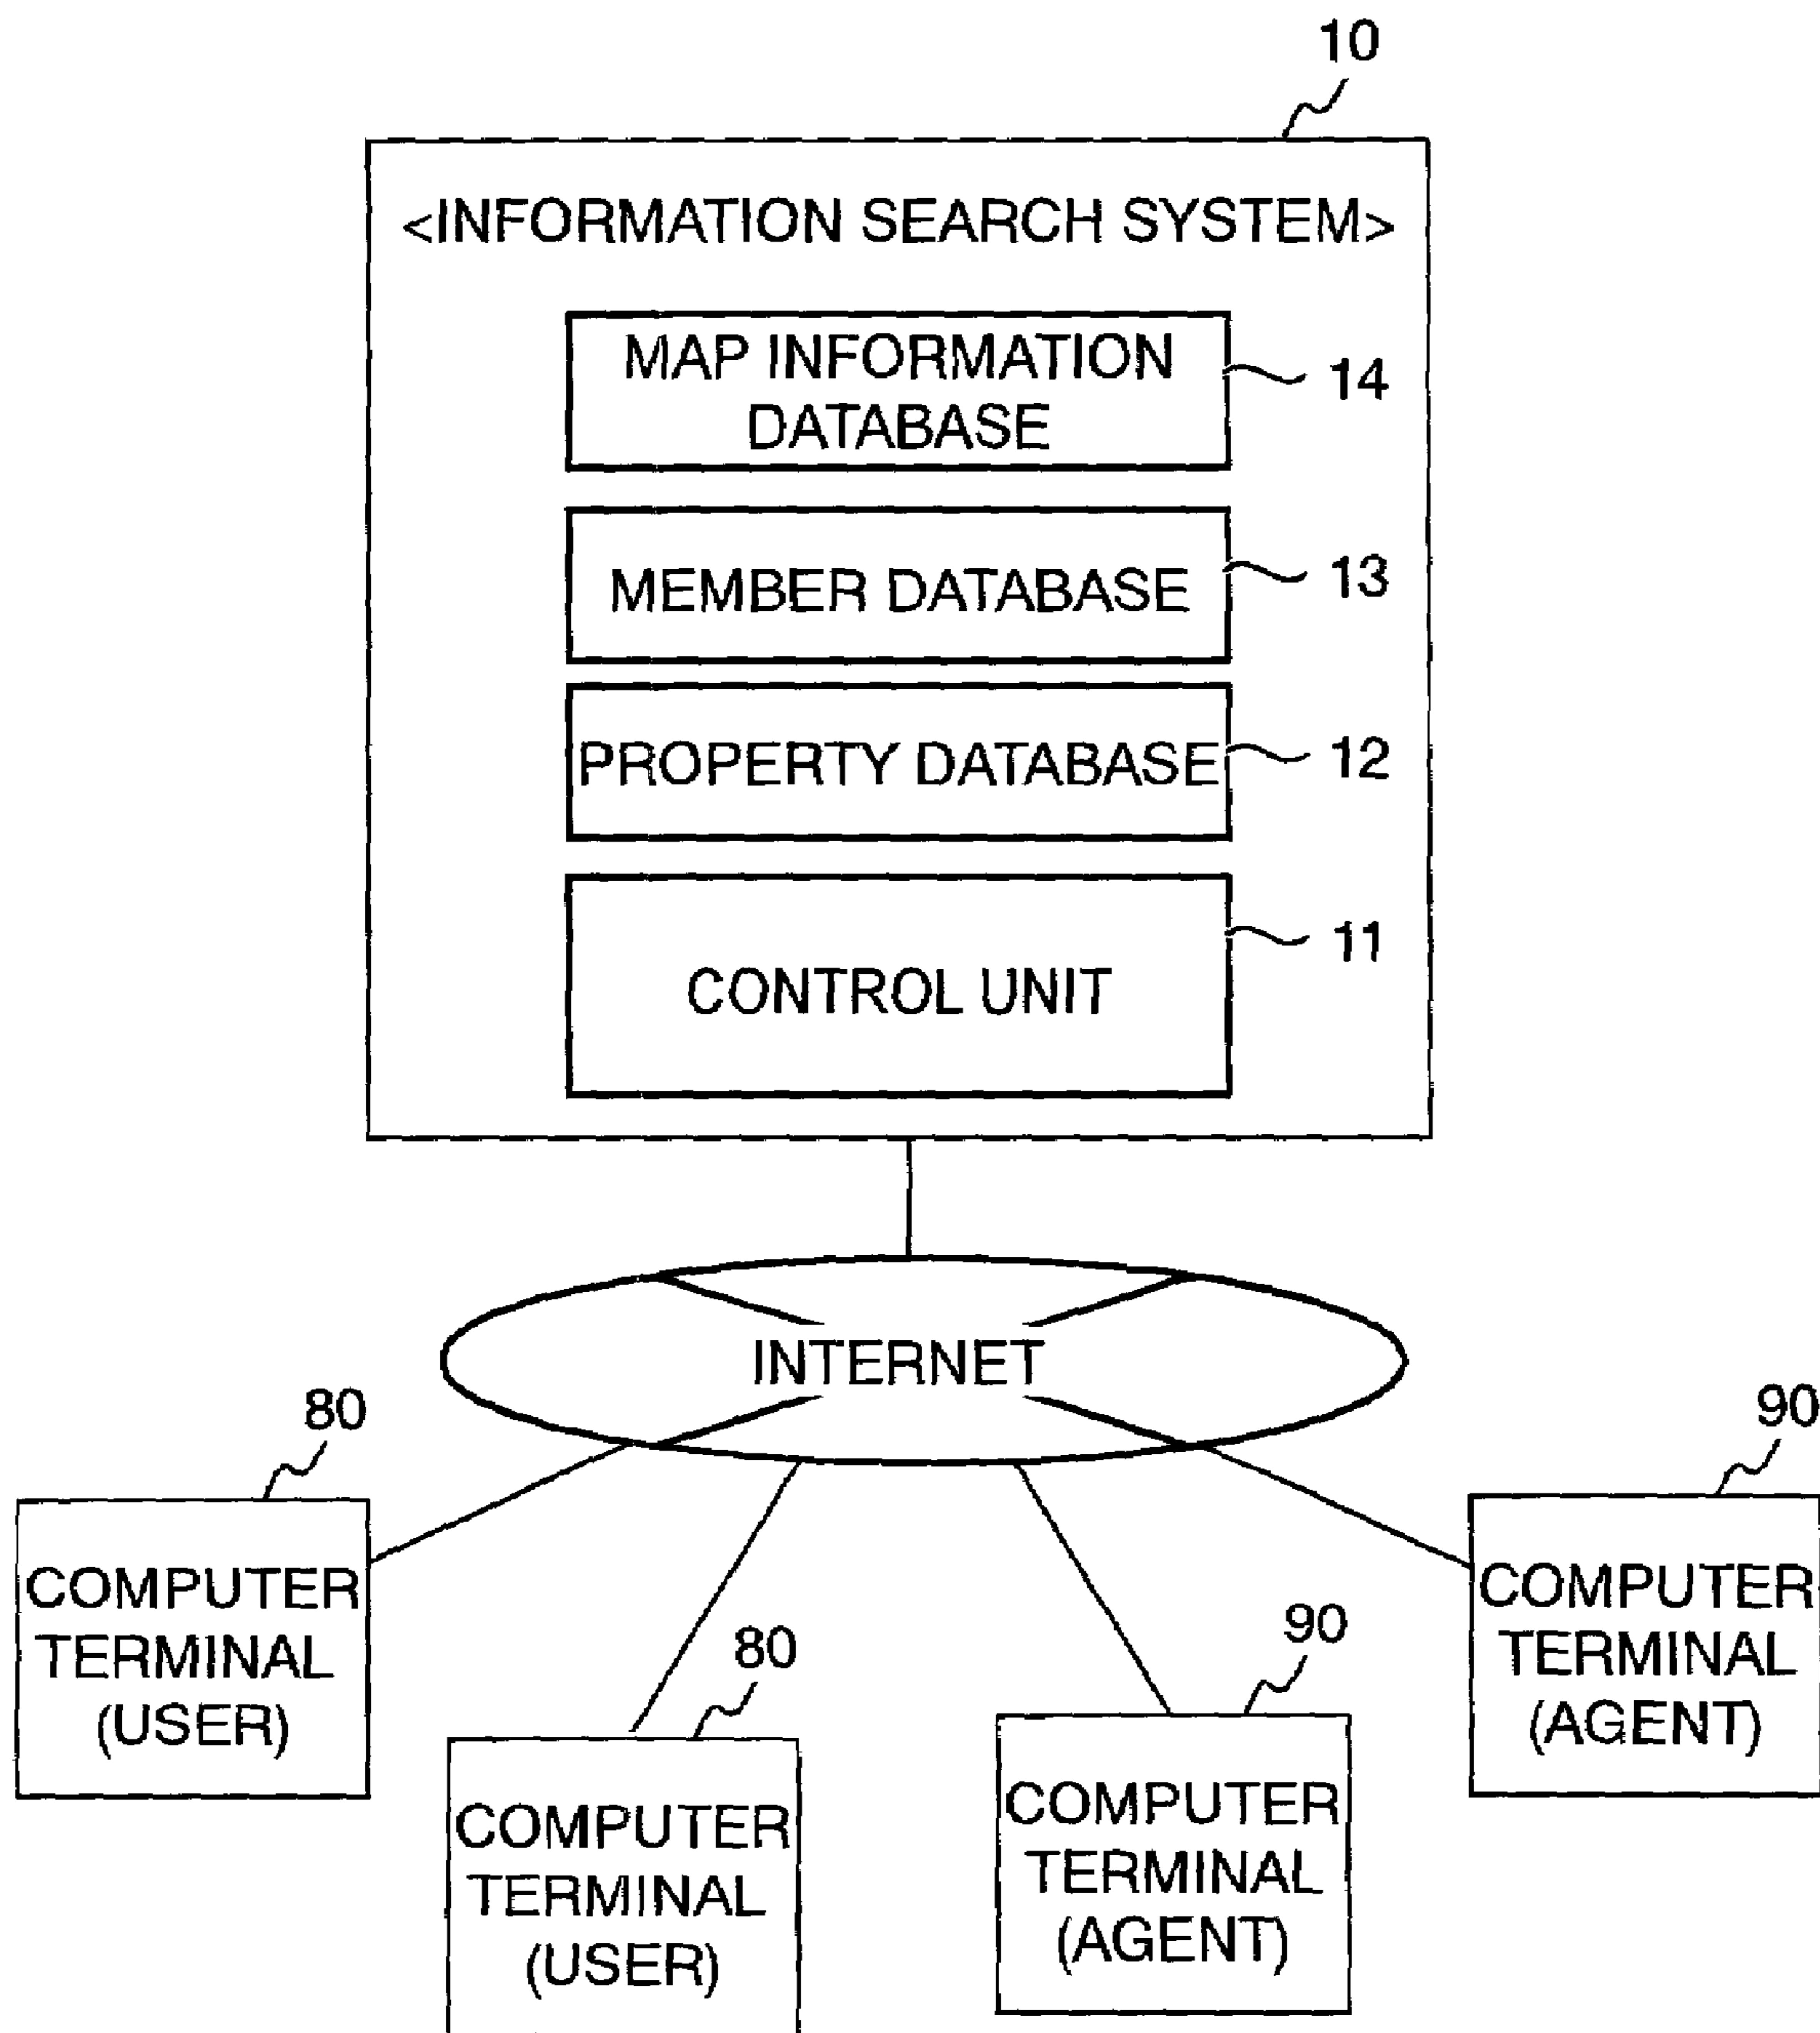 10
<INFORMATION SEARCH SYSTEM>
MAP INFORMATION
DATABASE
14
MEMBER DATABASE
13
PROPERTY DATABASE
12
CONTROL UNIT
11
INTERNET
80
COMPUTER
TERMINAL
(USER)
80
COMPUTER
TERMINAL
(USER)
90
COMPUTER
TERMINAL
(AGENT)
90
COMPUTER
TERMINAL
(AGENT)